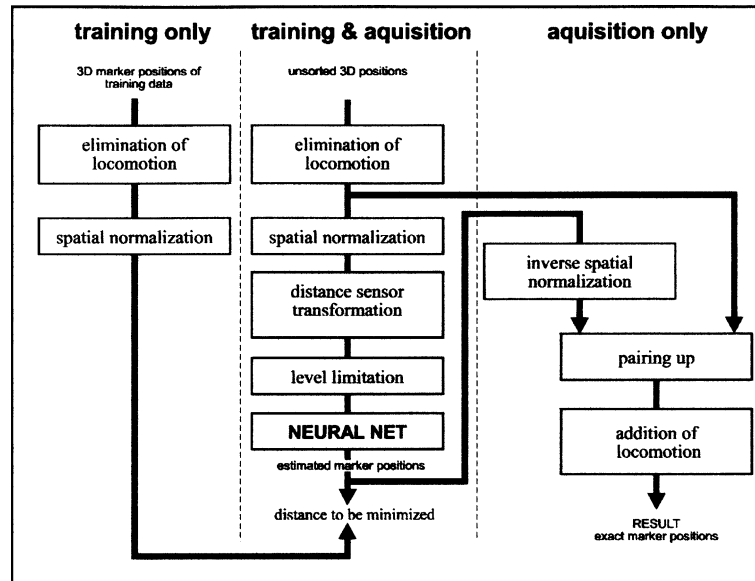 training only
training & aquisition
aquisition only
3D marker positions of
training data
unsorted 3D positions
elimination of
locomotion
elimination of
locomotion
spatial normalization
spatial normalization
inverse spatial
normalization
distance sensor
transformation
pairing up
level limitation
NEURAL NET
addition of
locomotion
estimated marker positions
distance to be minimized
RESULT
exact marker positions